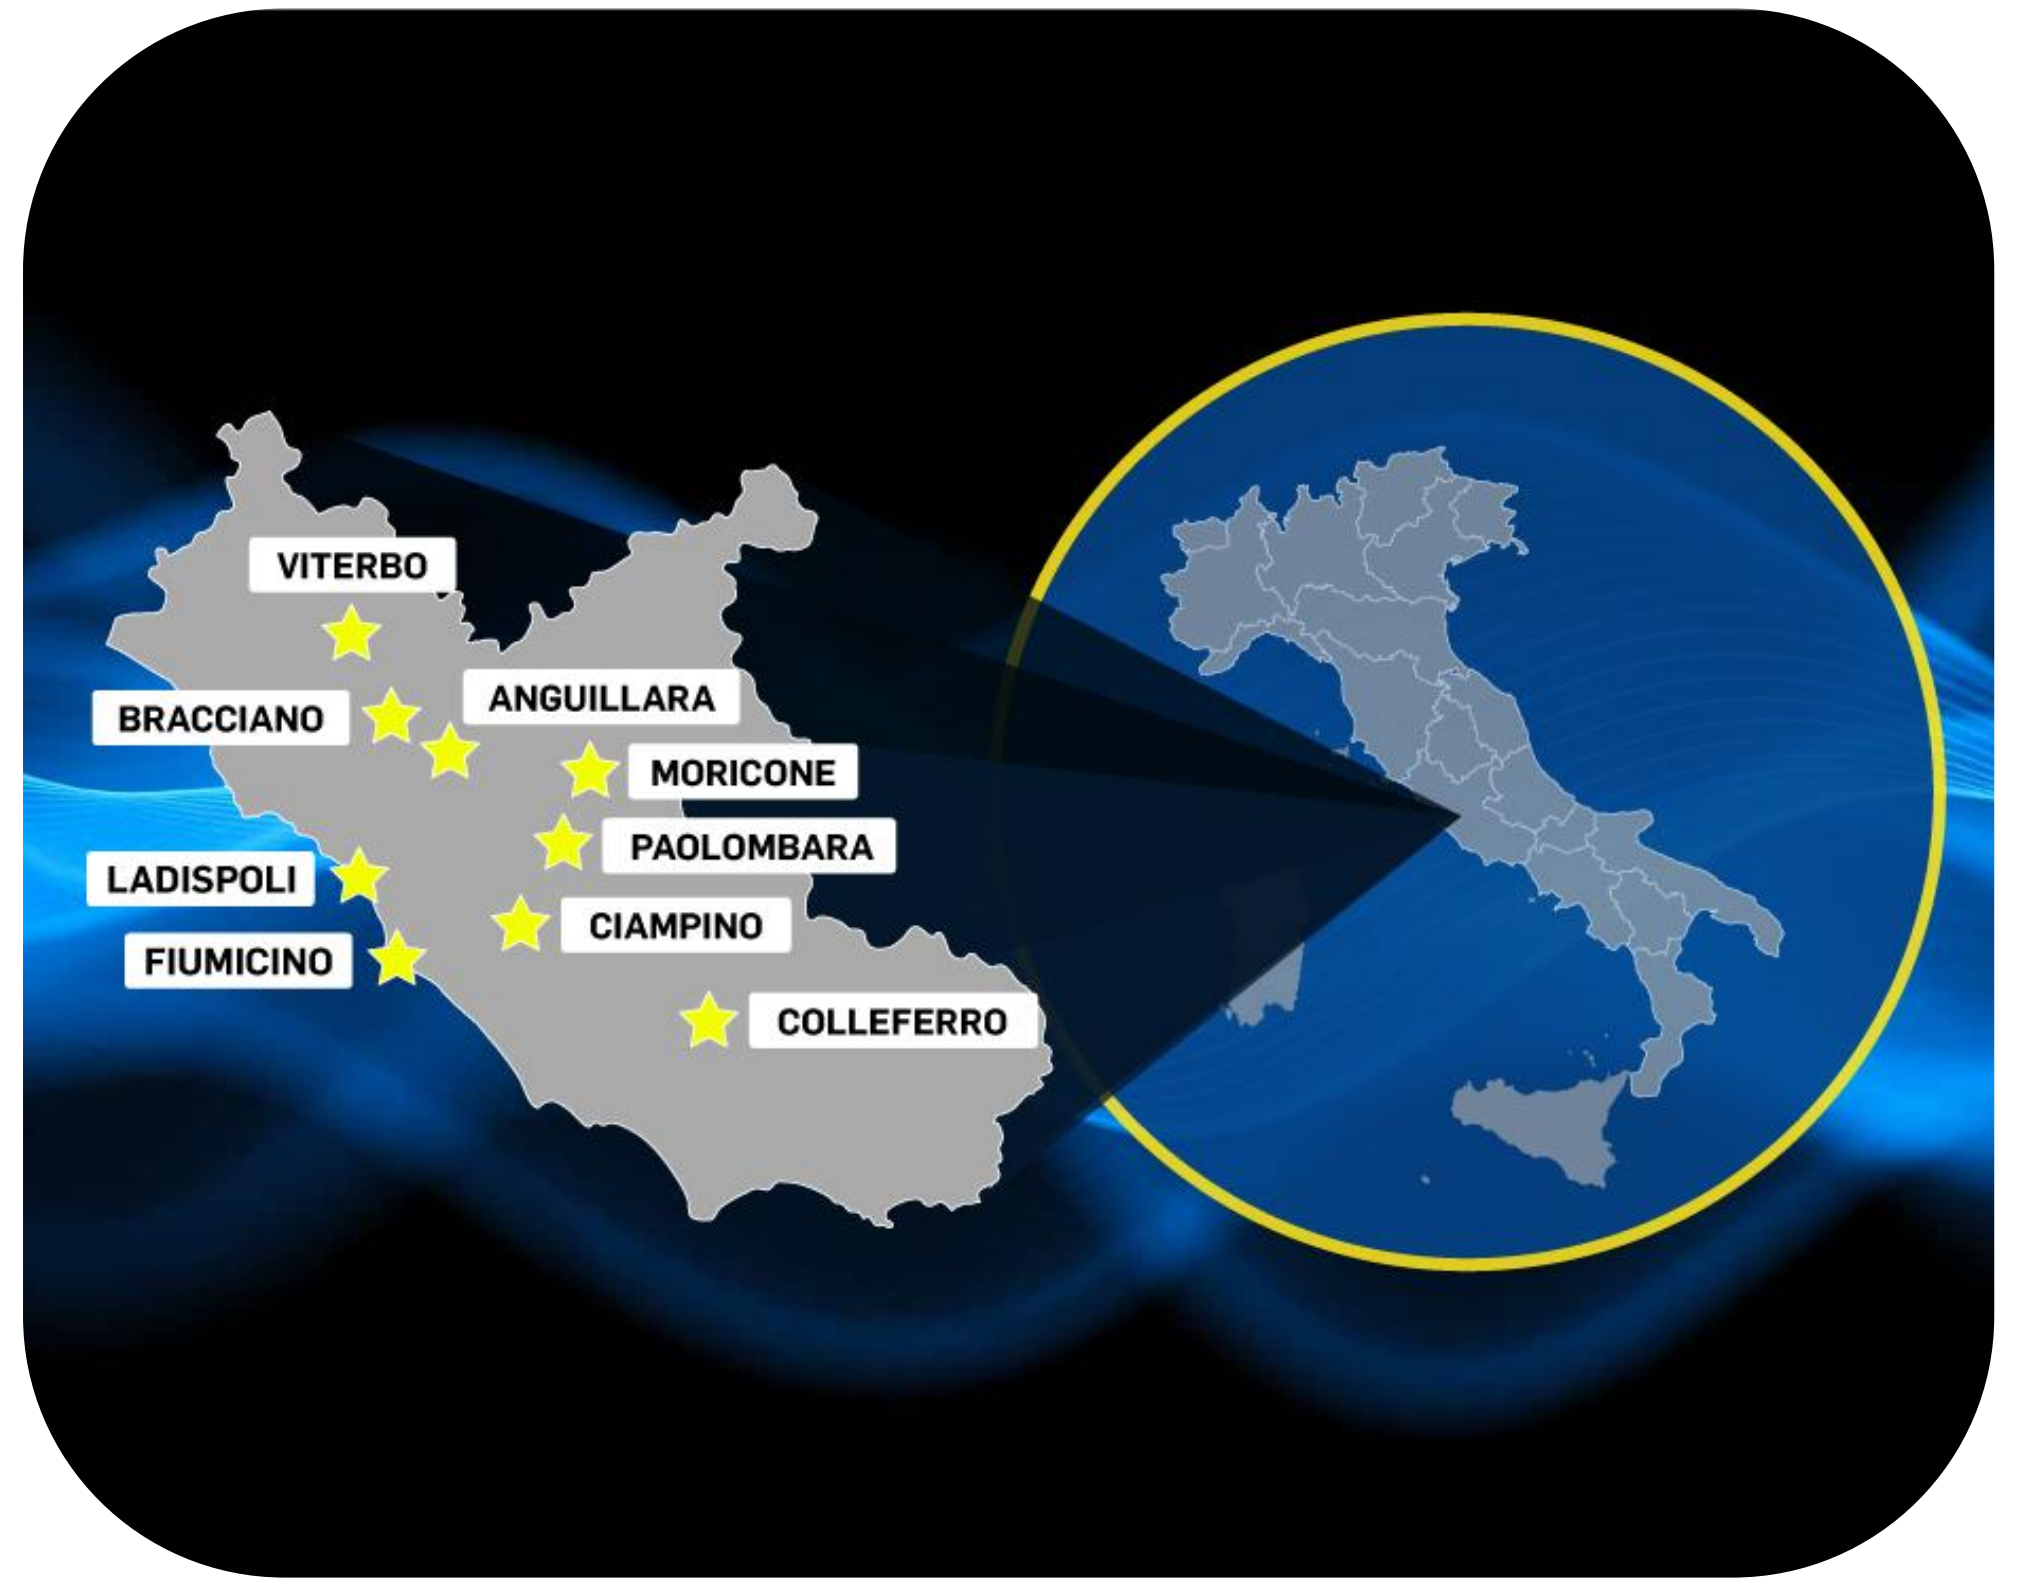 VITERBO
ANGUILLARA
BRACCIANO
MORICONE
PAOLOMBARA
LADISPOLI
CIAMPINO
FIUMICINO
COLLEFERRO